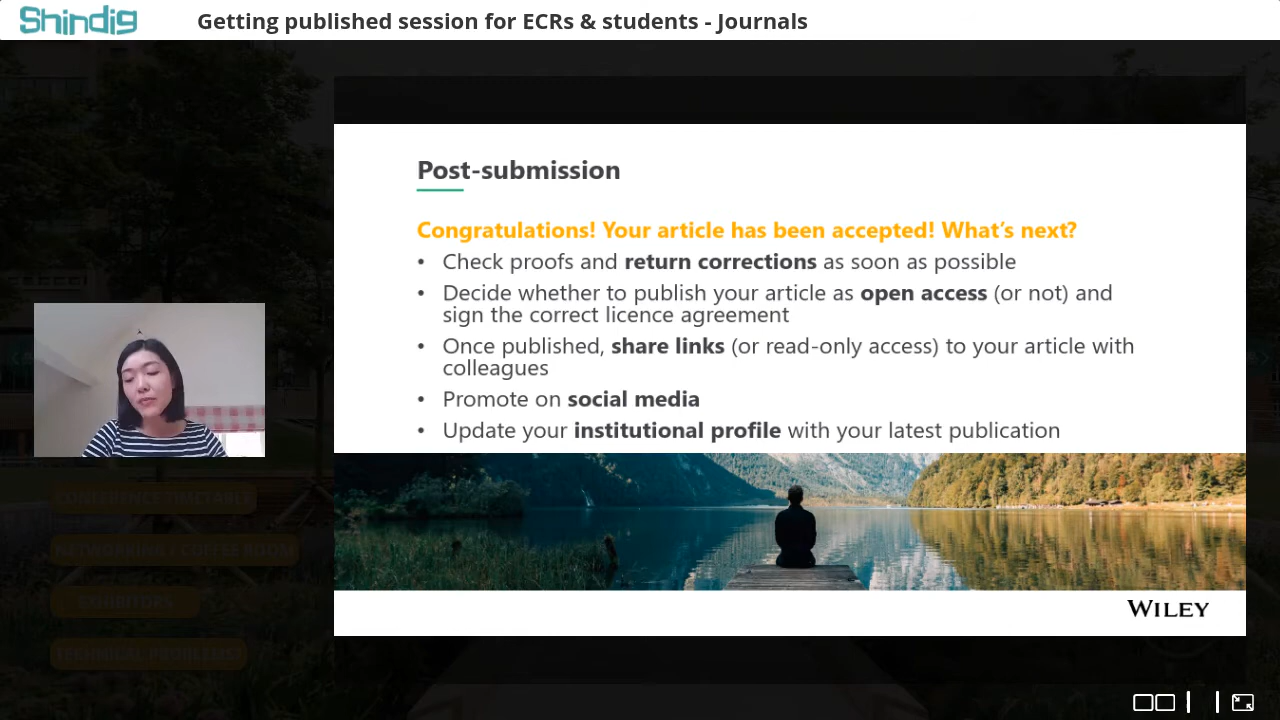 Shindig
Getting published session for ECRs & students - Journals
Post-submission
Congratulations! Your article has been accepted! What’s next?
• Check proofs and return corrections as soon as possible
• Decide whether to publish your article as open access (or not) and
sign the correct licence agreement
• Once published, share links (or read-only access) to your article with
colleagues
• Promote on social media
• Update your institutional profile with your latest publication
WILEY
CONFERENCE TIMETABLE
NETWORKING / COFFEE ROOM
EXHIBITORS
TECHNICAL PROBLEMS?